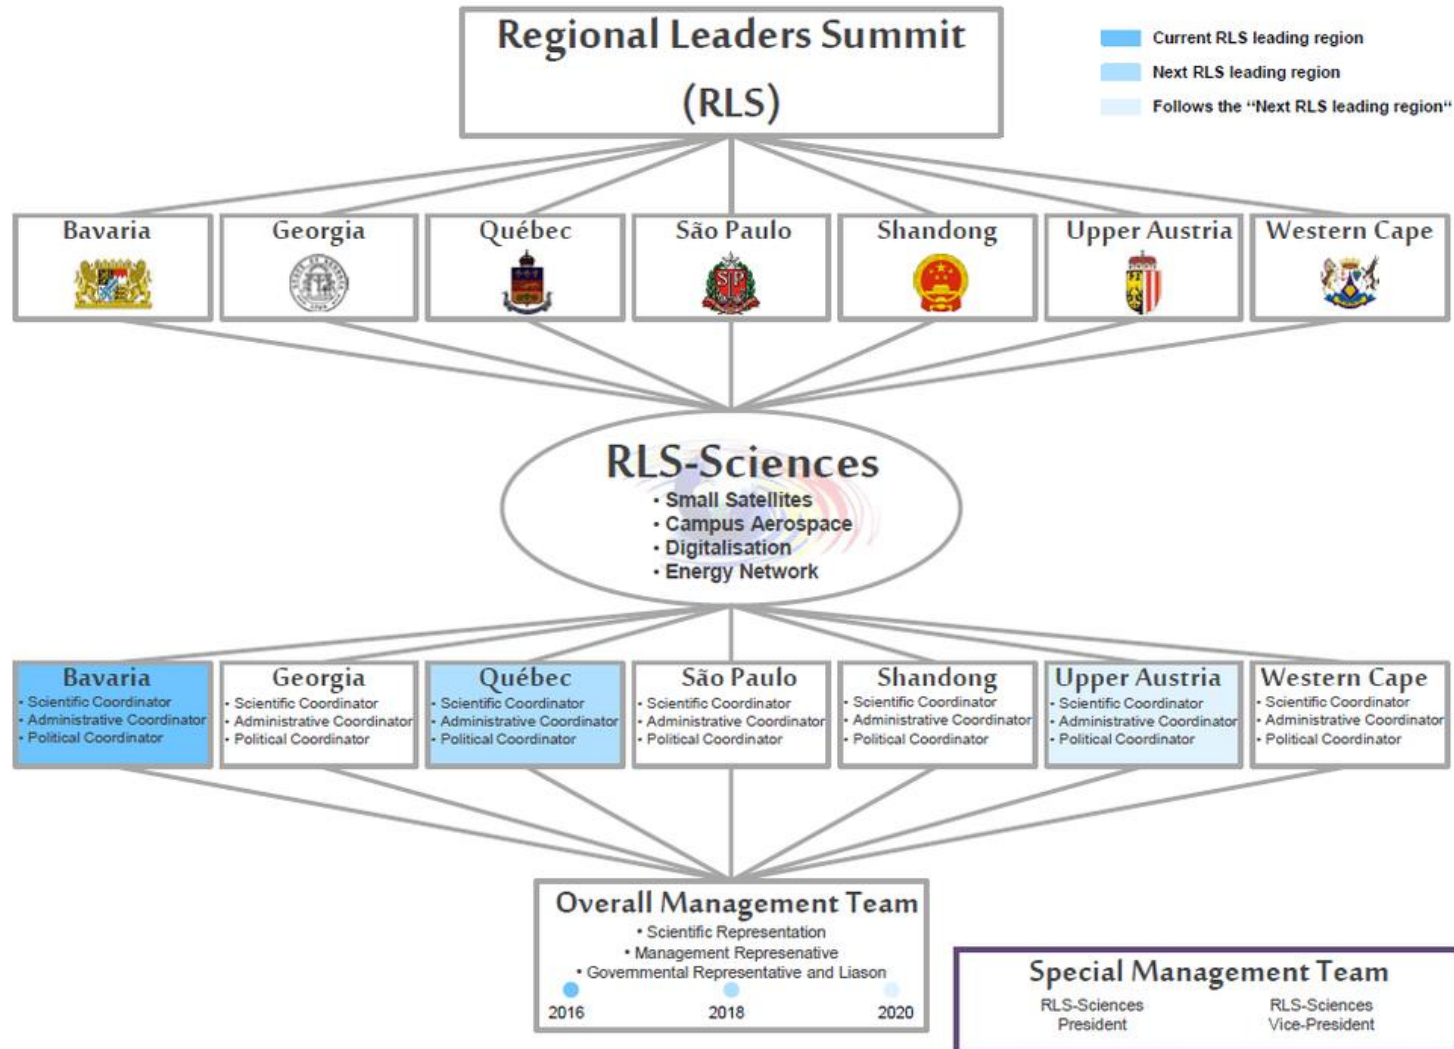 Regional Leaders Summit
(RLS)
Current RLS leading region
Next RLS leading region
Follows the “Next RLS leading region“
Bavaria
Georgia
Québec
São Paulo
Shandong
Upper Austria
Western Cape
RLS-Sciences
• Small Satellites
• Campus Aerospace
• Digitalisation
• Energy Network
Bavaria
• Scientific Coordinator
• Administrative Coordinator
• Political Coordinator
Georgia
• Scientific Coordinator
• Administrative Coordinator
• Political Coordinator
Québec
• Scientific Coordinator
• Administrative Coordinator
• Political Coordinator
São Paulo
• Scientific Coordinator
• Administrative Coordinator
• Political Coordinator
Shandong
• Scientific Coordinator
• Administrative Coordinator
• Political Coordinator
Upper Austria
• Scientific Coordinator
• Administrative Coordinator
• Political Coordinator
Western Cape
• Scientific Coordinator
• Administrative Coordinator
• Political Coordinator
Overall Management Team
• Scientific Representation
• Management Represenative
• Governmental Representative and Liason
2016
2018
2020
Special Management Team
RLS-Sciences
President
RLS-Sciences
Vice-President